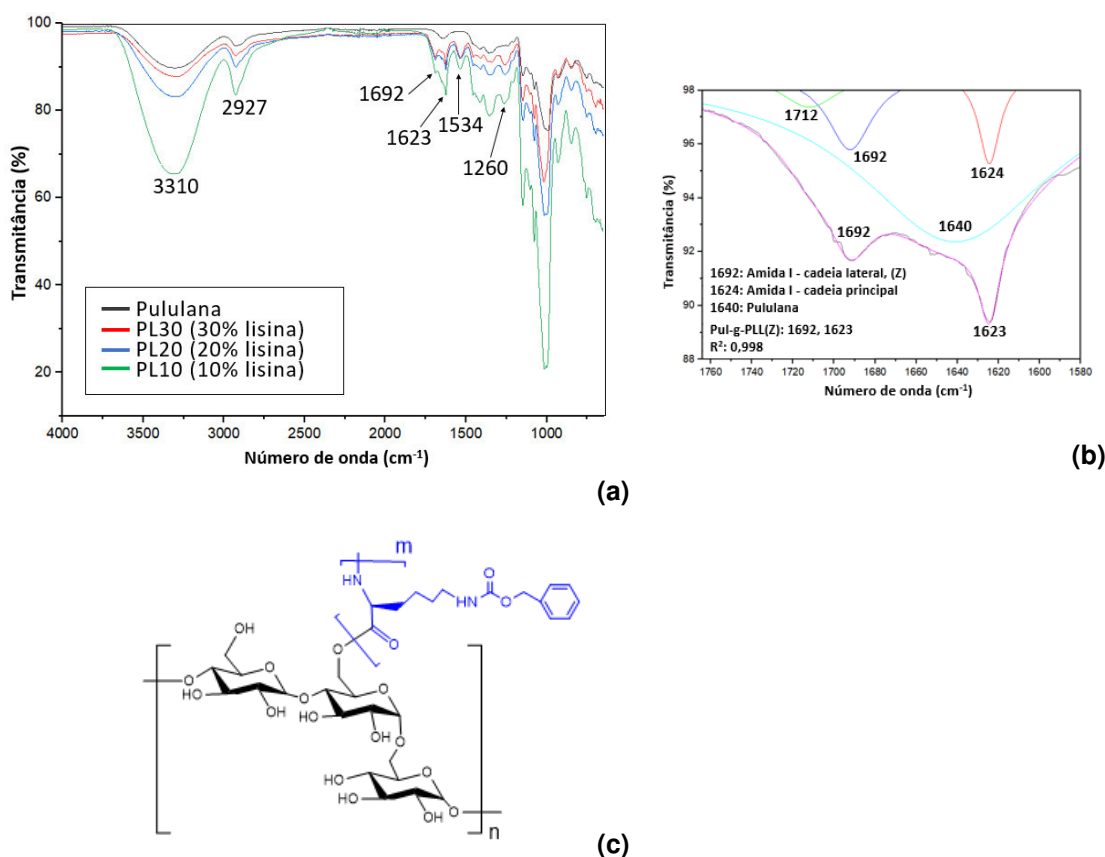 100
80
60
40
20
Transmitância (%)
3310
2927
1692
1623
1534
1260
Pululana
PL30 (30% lisina)
PL20 (20% lisina)
PL10 (10% lisina)
4000 3500 3000 2500 2000 1500 1000
Número de onda (cm⁻¹)
(a)
98
96
94
92
90
88
Transmitância (%)
1712
1692
1624
1692
1640
1623
1692: Amida I - cadeia lateral, (Z)
1624: Amida I - cadeia principal
1640: Pululana
Pul-g-PLL(Z): 1692, 1623
R²: 0,998
1760 1740 1720 1700 1680 1660 1640 1620 1600 1580
Número de onda (cm⁻¹)
(b)
m
HN
O
NH
O
O
OH
O
O
O
HO
OH
O
O
O
HO
OH
O
HO
HO
O
OH
O
n
(c)